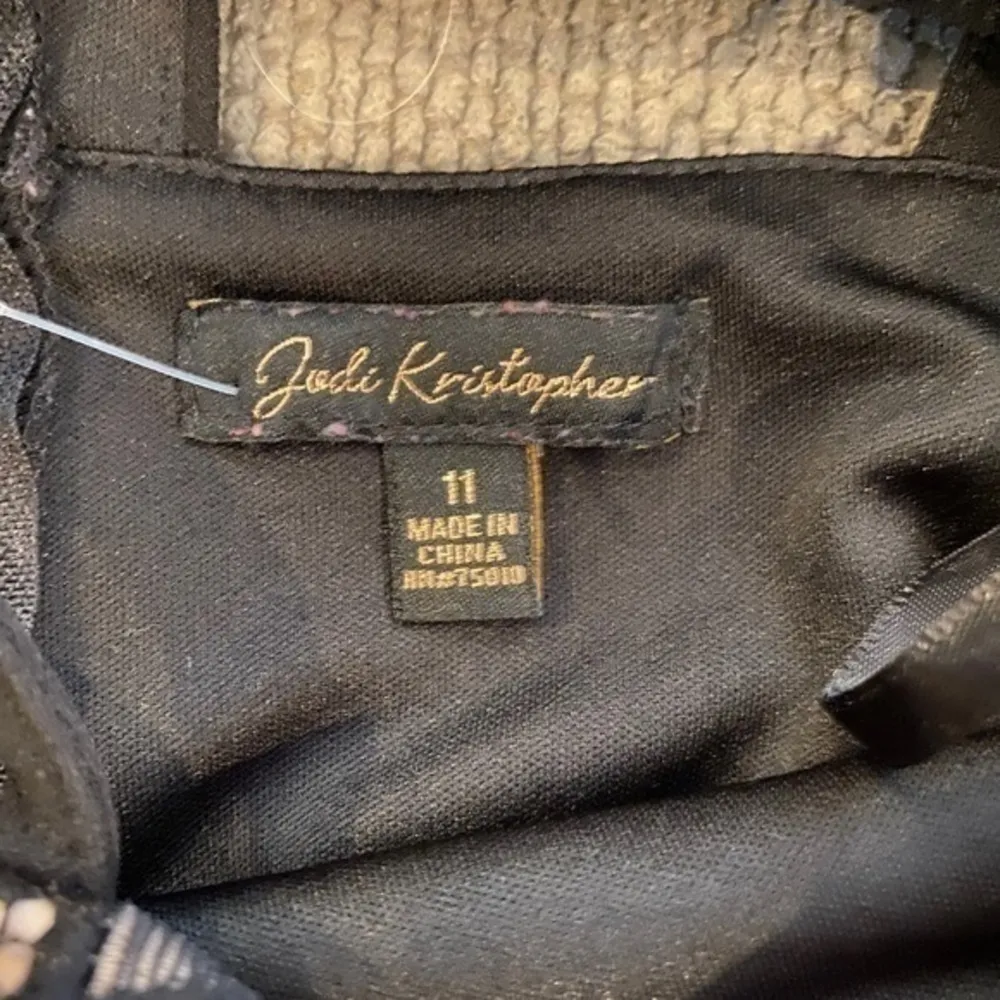 Jodi Kristopher
11
MADE IN
CHINA
RN#75010